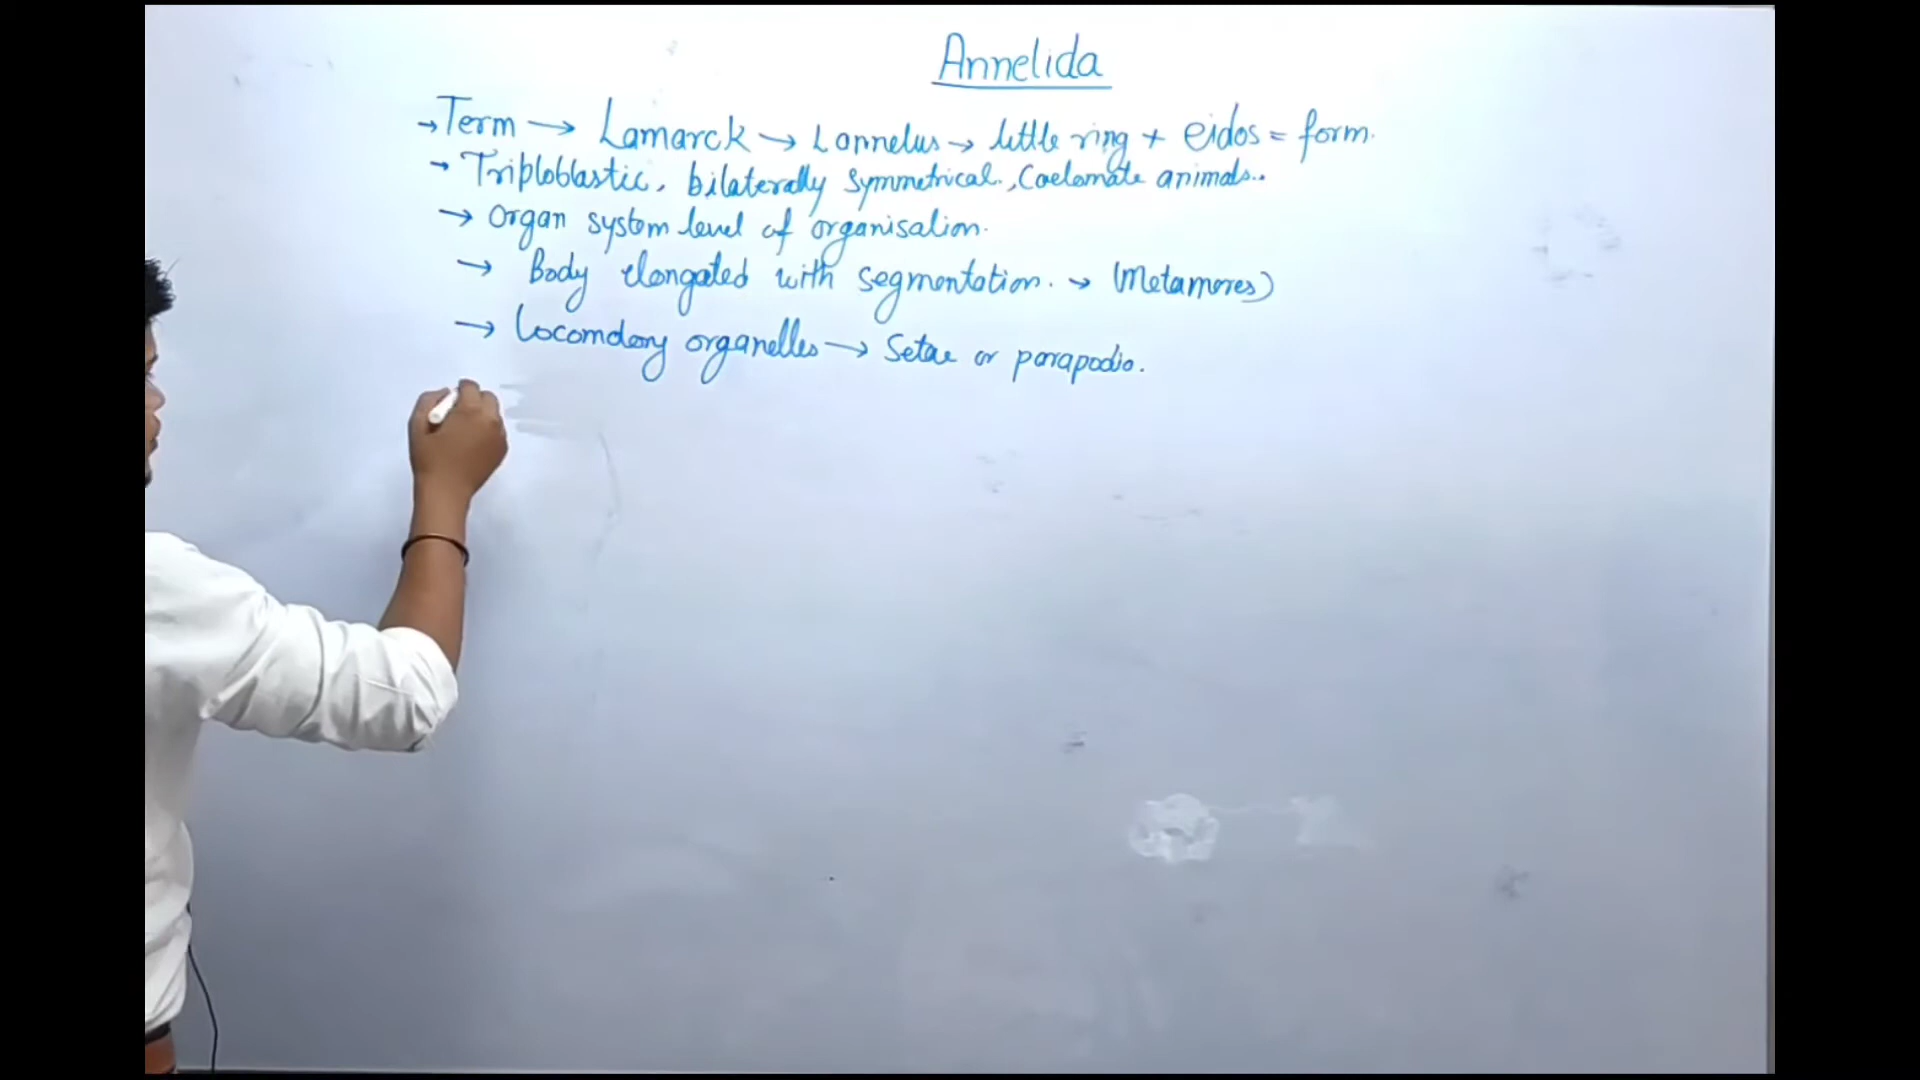 Annelida
→ Term → Lamarck → Lannelus → little ring + eidos = form.
→ Triploblastic, bilaterally symmetrical, Coelomate animals..
→ Organ system level of organisation.
→ Body elongated with segmentation. → (Metameres)
→ Locomotory organelles → Setae or parapodia.